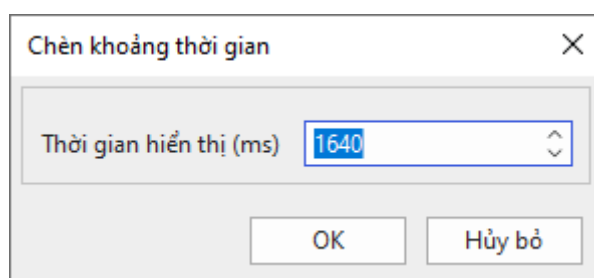 Chèn khoảng thời gian
Thời gian hiển thị (ms) 1640
OK Hủy bỏ